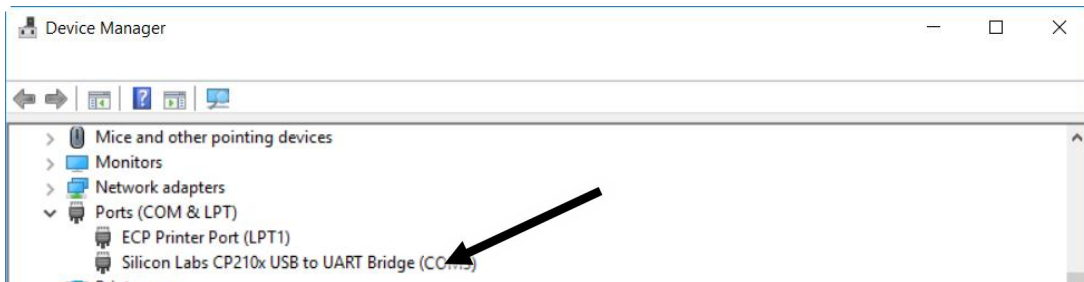 Device Manager
Mice and other pointing devices
Monitors
Network adapters
Ports (COM & LPT)
ECP Printer Port (LPT1)
Silicon Labs CP210x USB to UART Bridge